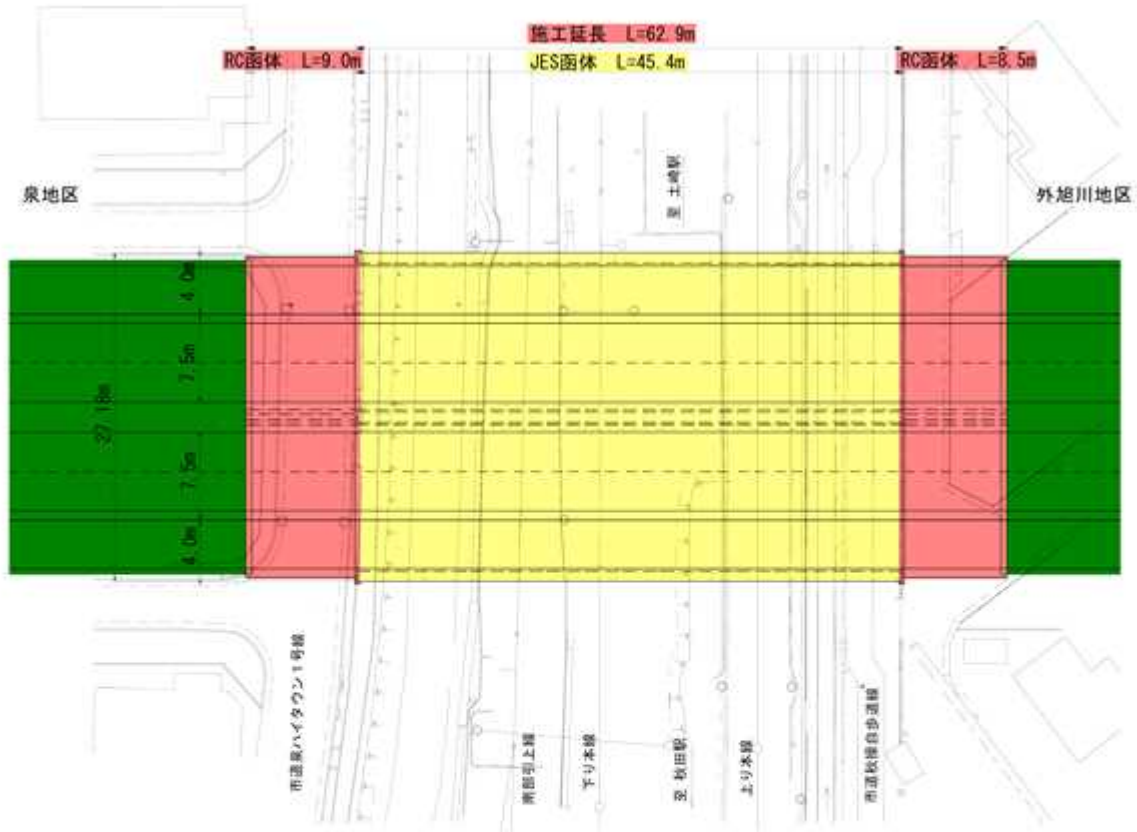 施工延長 L=62.9m
RC函体 L=9.0m
JES函体 L=45.4m
RC函体 L=8.5m
至 土崎駅
泉地区
外旭川地区
4.0m
7.5m
27.18m
7.5m
4.0m
市道泉ハイタウン1号線
南部引上線
下り本線
至 秋田駅
上り本線
市道秋操自歩道線